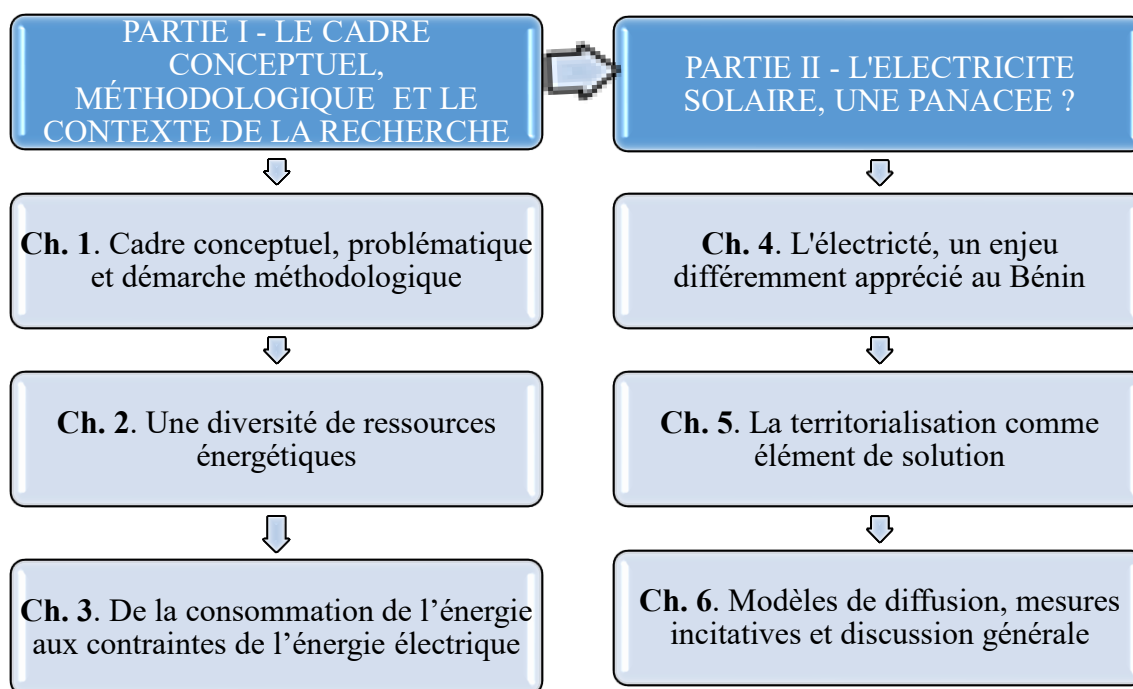 PARTIE I - LE CADRE
CONCEPTUEL,
MÉTHODOLOGIQUE ET LE
CONTEXTE DE LA RECHERCHE
Ch. 1. Cadre conceptuel, problématique
et démarche méthodologique
Ch. 2. Une diversité de ressources
énergétiques
Ch. 3. De la consommation de l’énergie
aux contraintes de l’énergie électrique
PARTIE II - L'ELECTRICITE
SOLAIRE, UNE PANACEE ?
Ch. 4. L'électricté, un enjeu
différemment apprécié au Bénin
Ch. 5. La territorialisation comme
élément de solution
Ch. 6. Modèles de diffusion, mesures
incitatives et discussion générale